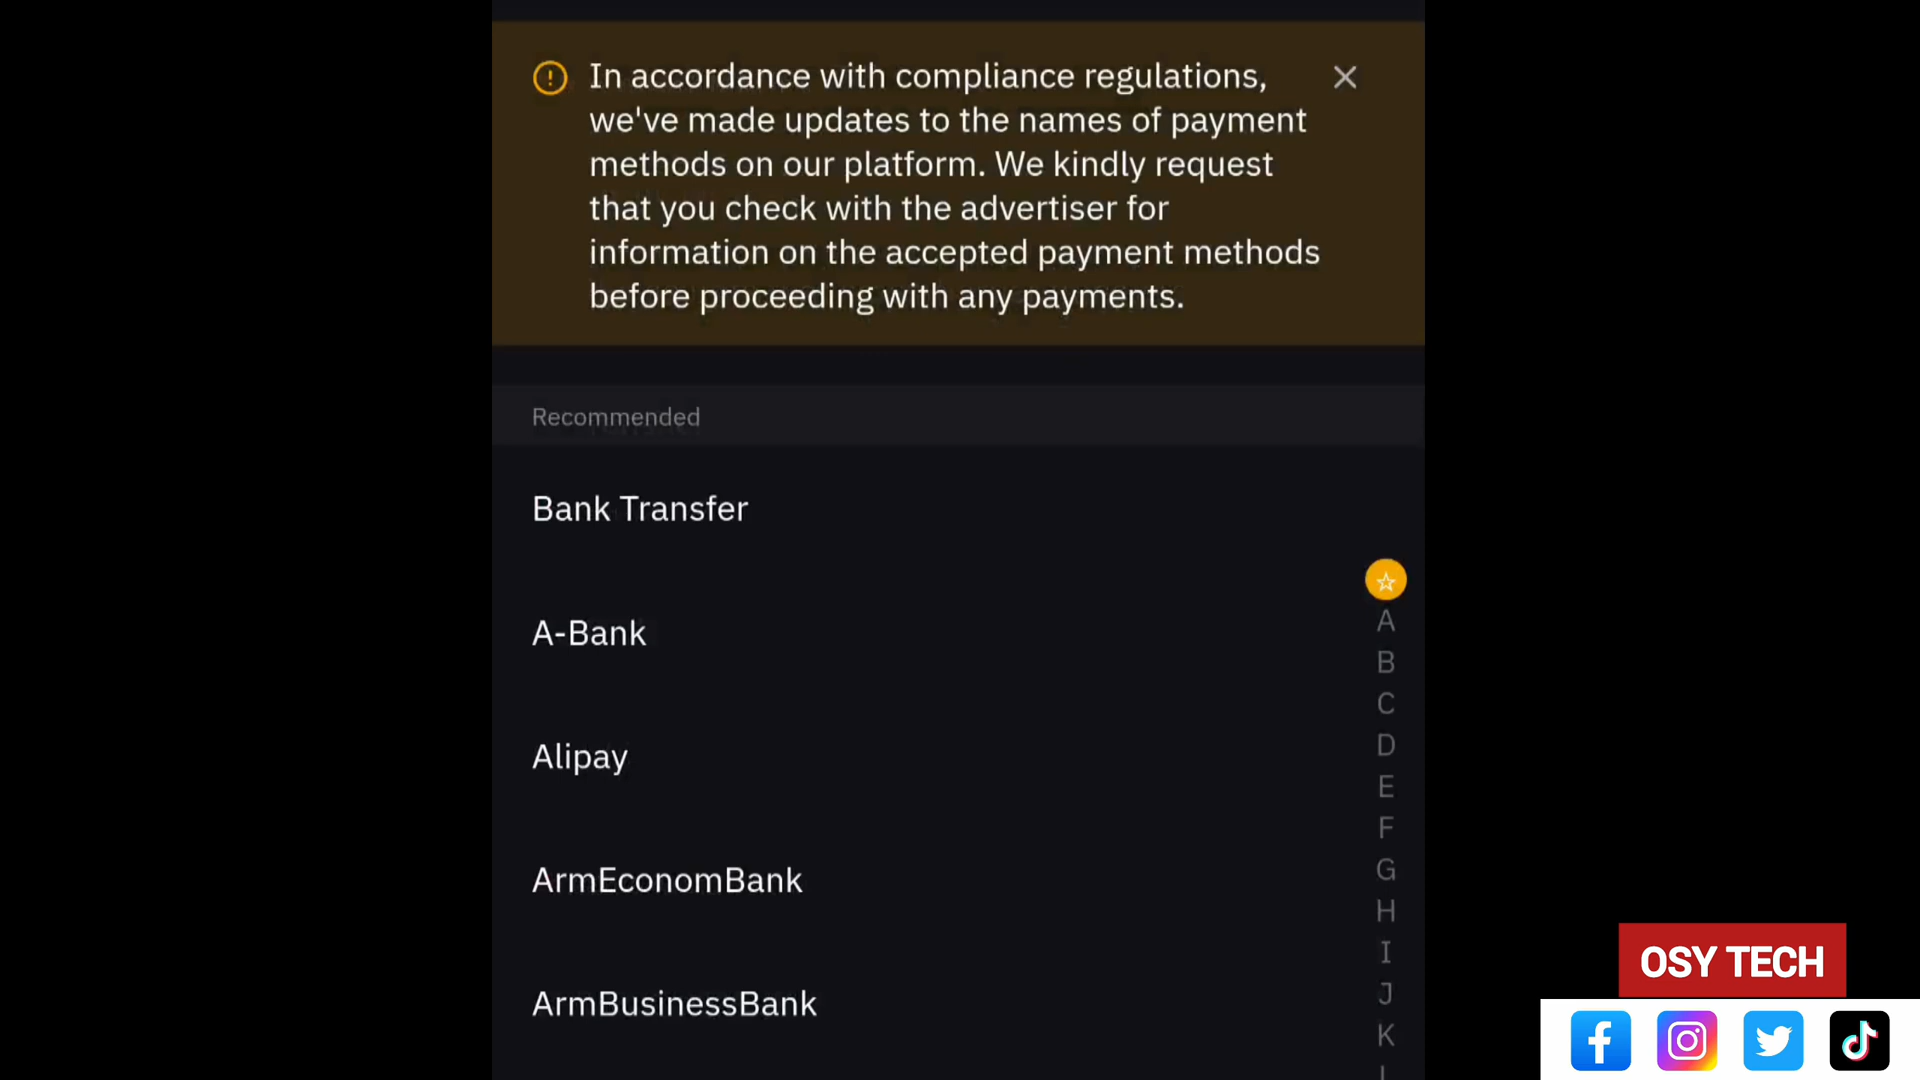 In accordance with compliance regulations,
we've made updates to the names of payment
methods on our platform. We kindly request
that you check with the advertiser for
information on the accepted payment methods
before proceeding with any payments.
Recommended
Bank Transfer
A-Bank
Alipay
ArmEconomBank
ArmBusinessBank
A
B
C
D
E
F
G
H
I
J
K
OSY TECH